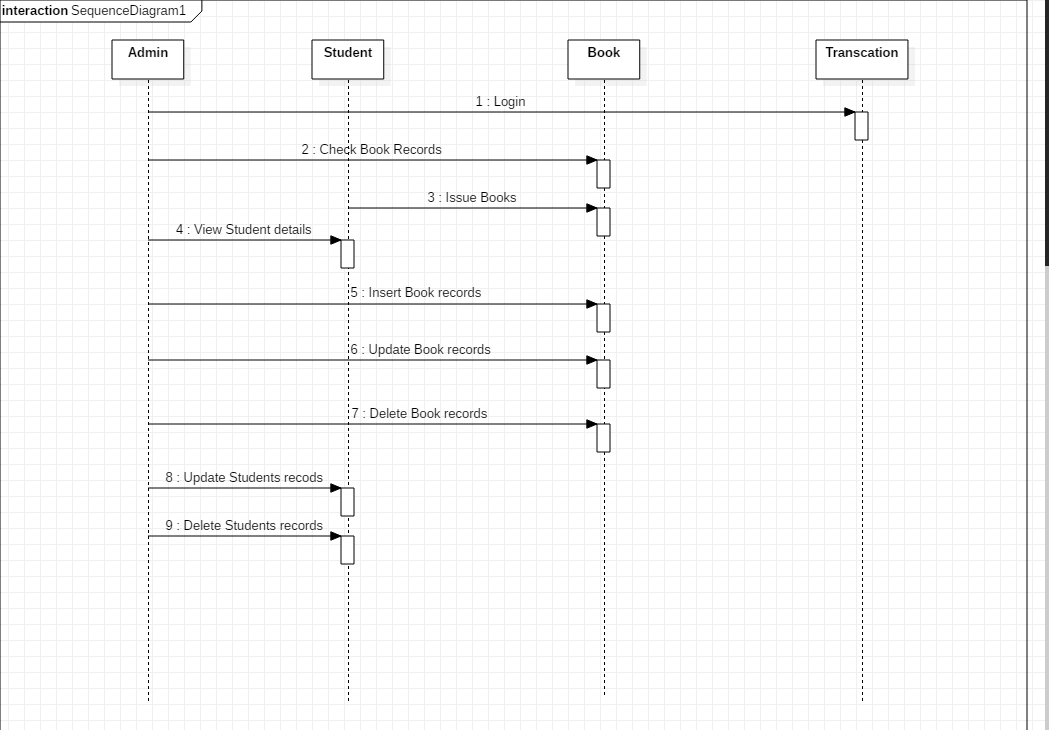 interaction SequenceDiagram1
Admin
Student
Book
Transcation
1 : Login
2 : Check Book Records
3 : Issue Books
4 : View Student details
5 : Insert Book records
6 : Update Book records
7 : Delete Book records
8 : Update Students recods
9 : Delete Students records